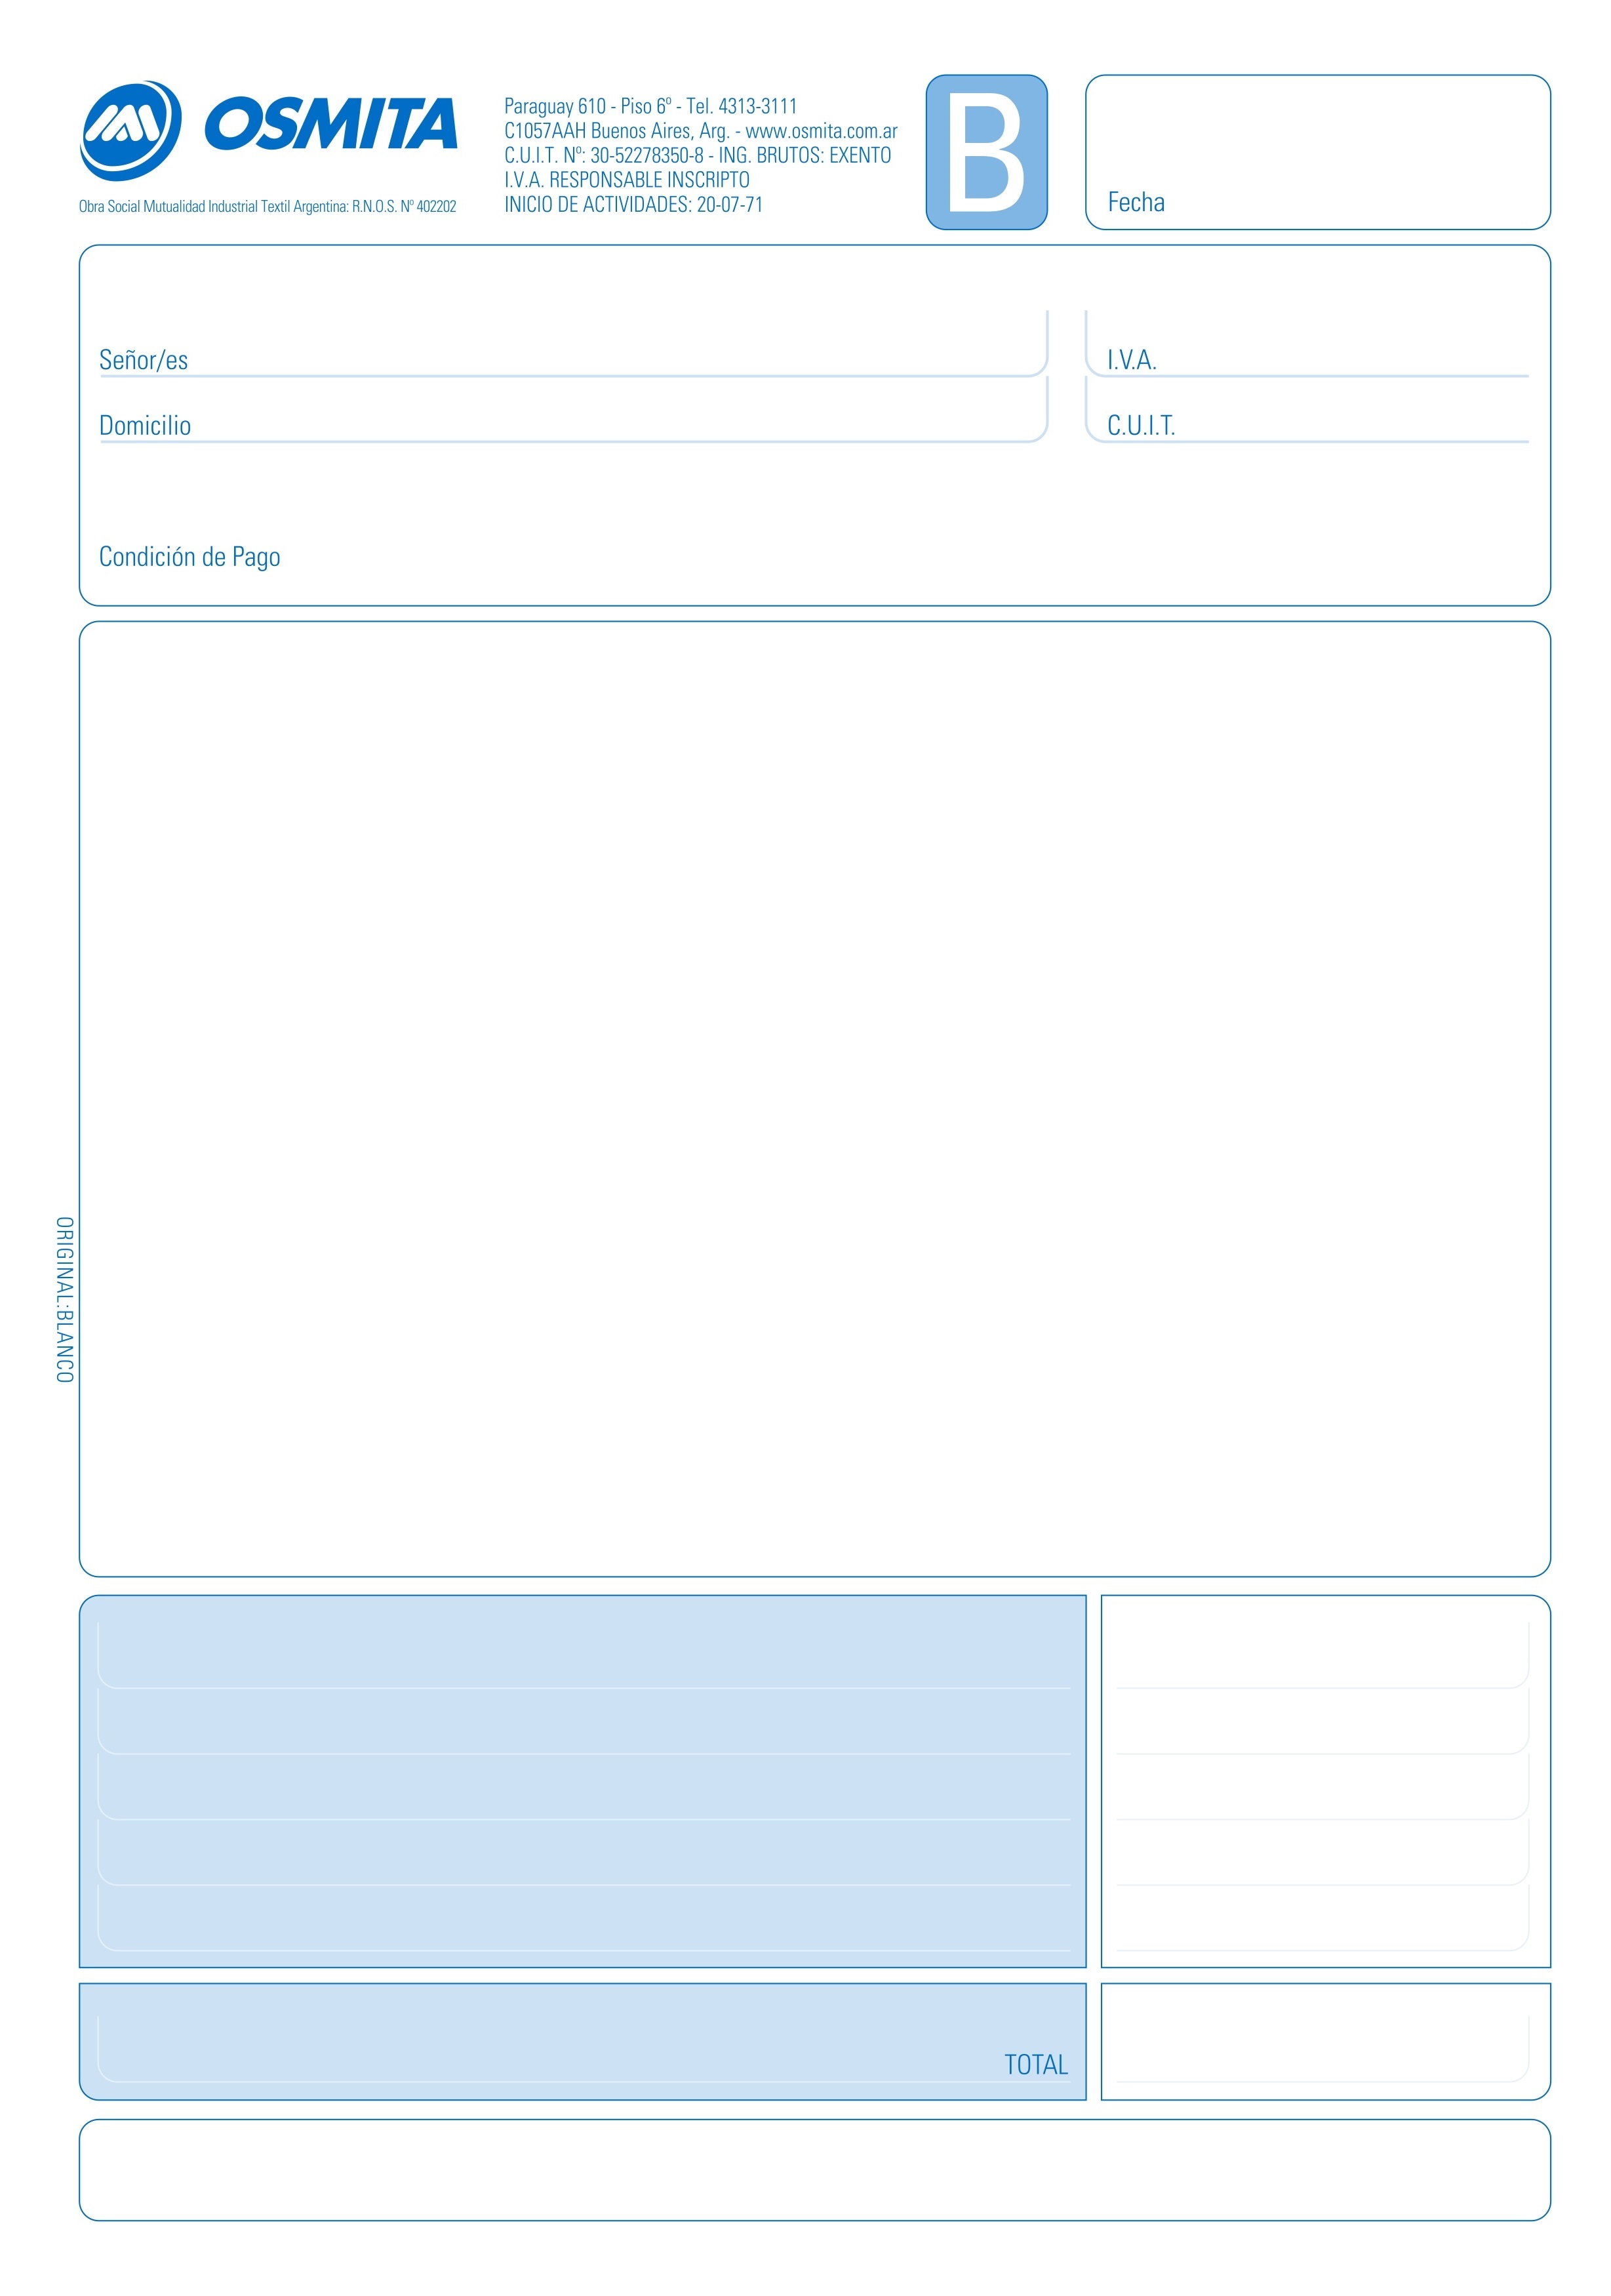 OSMITA
Obra Social Mutualidad Industrial Textil Argentina: R.N.O.S. Nº 402202
Paraguay 610 - Piso 6º - Tel. 4313-3111
C1057AAH Buenos Aires, Arg. - www.osmita.com.ar
C.U.I.T. Nº: 30-52278350-8 - ING. BRUTOS: EXENTO
I.V.A. RESPONSABLE INSCRIPTO
INICIO DE ACTIVIDADES: 20-07-71
B
Fecha
Señor/es
I.V.A.
Domicilio
C.U.I.T.
Condición de Pago
ORIGINAL:BLANCO
TOTAL